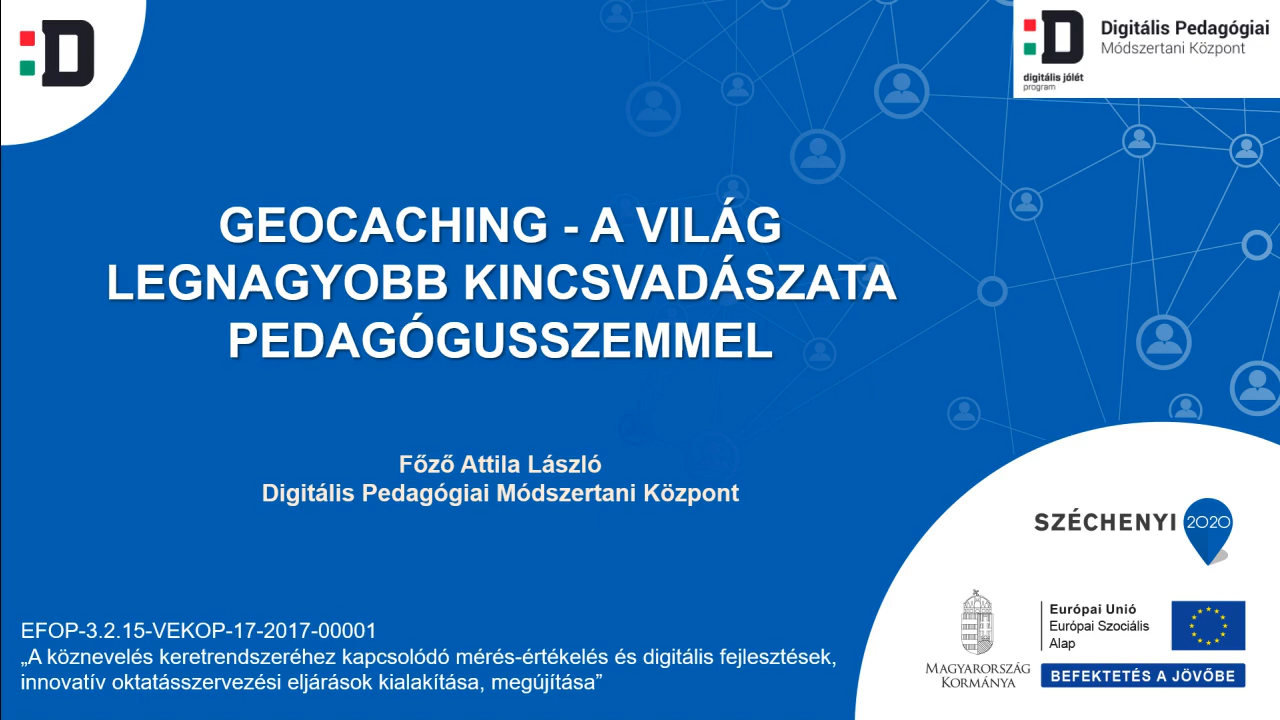 :D
Digitális Pedagógiai
Módszertani Központ
digitális jólét
program
GEOCACHING - A VILÁG
LEGNAGYOBB KINCSVADÁSZATA
PEDAGÓGUSSZEMMEL
Főző Attila László
Digitális Pedagógiai Módszertani Központ
SZÉCHENYI 2020
EFOP-3.2.15-VEKOP-17-2017-00001
„A köznevelés keretrendszeréhez kapcsolódó mérés-értékelés és digitális fejlesztések,
innovatív oktatásszervezési eljárások kialakítása, megújítása”
MAGYARORSZÁG
KORMÁNYA
Európai Unió
Európai Szociális
Alap
BEFEKTETÉS A JÖVŐBE